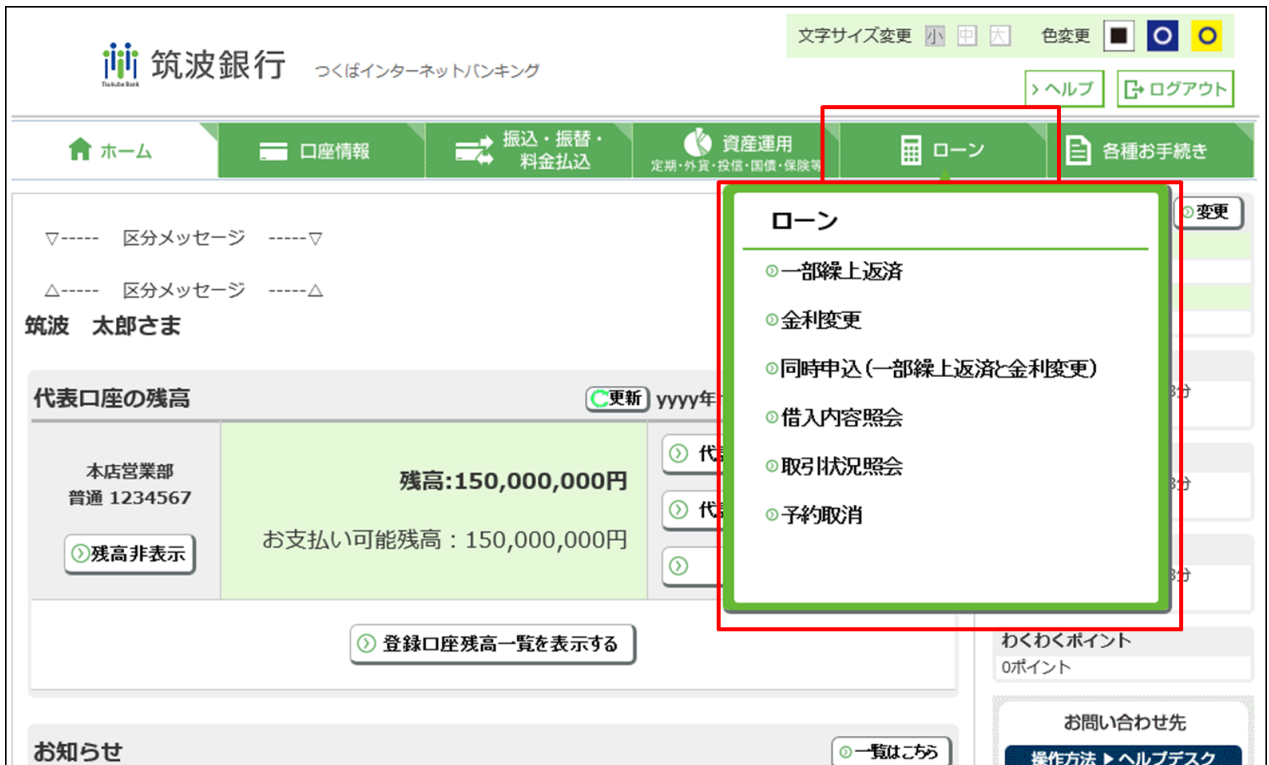 文字サイズ変更 小 中 大 色変更
筑波銀行 つくばインターネットバンキング
Tsukuba Bank
ヘルプ ログアウト
ホーム
口座情報
振込・振替・
料金払込
資産運用
定期・外貨・投信・国債・保険等
ローン
各種お手続き
ローン
一部繰上返済
金利変更
同時申込(一部繰上返済と金利変更)
借入内容照会
取引状況照会
予約取消
変更
▽----- 区分メッセージ -----▽
△----- 区分メッセージ -----△
筑波 太郎さま
代表口座の残高
更新 yyyy年
本店営業部
普通 1234567
残高非表示
残高:150,000,000円
お支払い可能残高：150,000,000円
代
代
登録口座残高一覧を表示する
分
分
分
わくわくポイント
0ポイント
お問い合わせ先
操作方法 ▶ ヘルプデスク
お知らせ
一覧はこちら